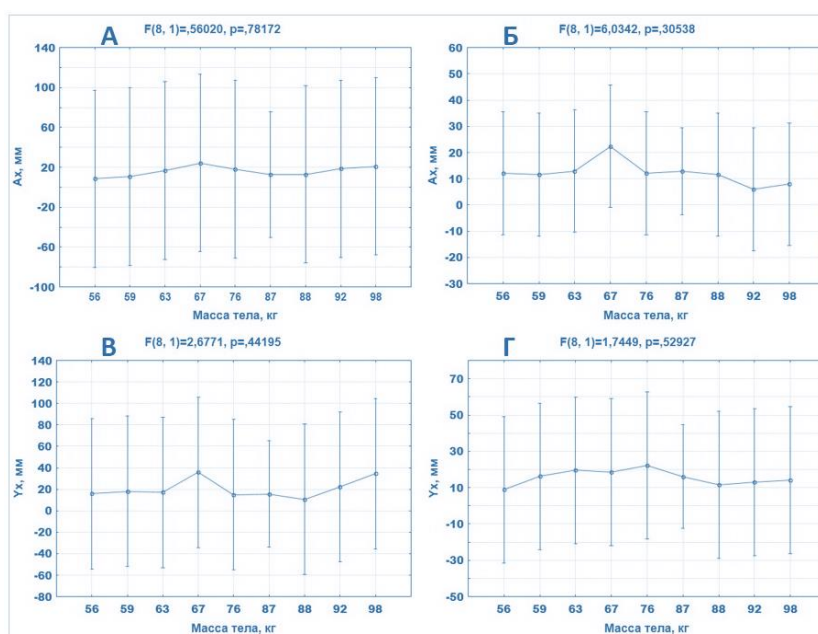 А
F(8, 1)=,56020, p=,78172
140
100
60
20
-20
-60
-100
Ax, мм
56 59 63 67 76 87 88 92 98
Масса тела, кг
Б
F(8, 1)=6,0342, p=,30538
60
50
40
30
20
10
0
-10
-20
-30
Ax, мм
56 59 63 67 76 87 88 92 98
Масса тела, кг
В
F(8, 1)=2,6771, p=,44195
140
120
100
80
60
40
20
0
-20
-40
-60
-80
Yx, мм
56 59 63 67 76 87 88 92 98
Масса тела, кг
Г
F(8, 1)=1,7449, p=,52927
70
50
30
10
-10
-30
-50
Yx, мм
56 59 63 67 76 87 88 92 98
Масса тела, кг